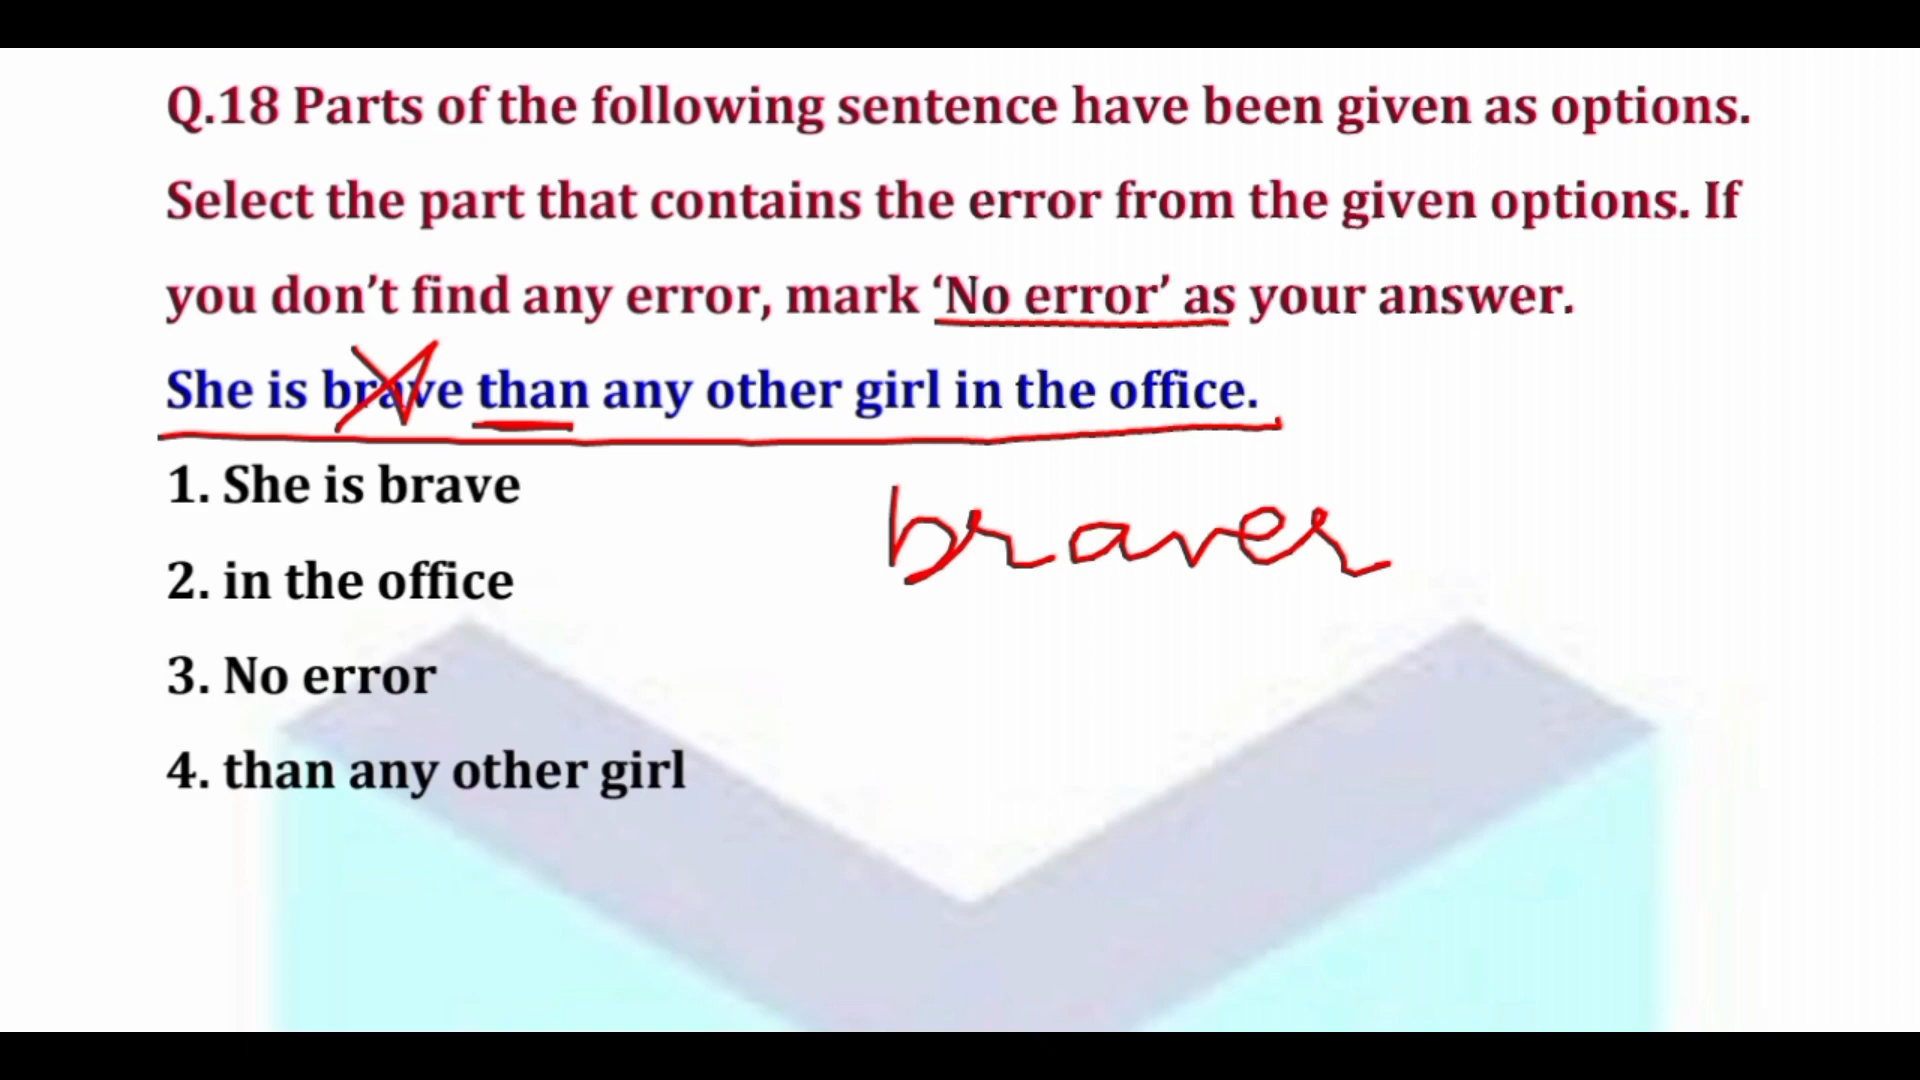 Q.18 Parts of the following sentence have been given as options.
Select the part that contains the error from the given options. If
you don’t find any error, mark ‘No error’ as your answer.
She is brave than any other girl in the office.
1. She is brave
braver
2. in the office
3. No error
4. than any other girl